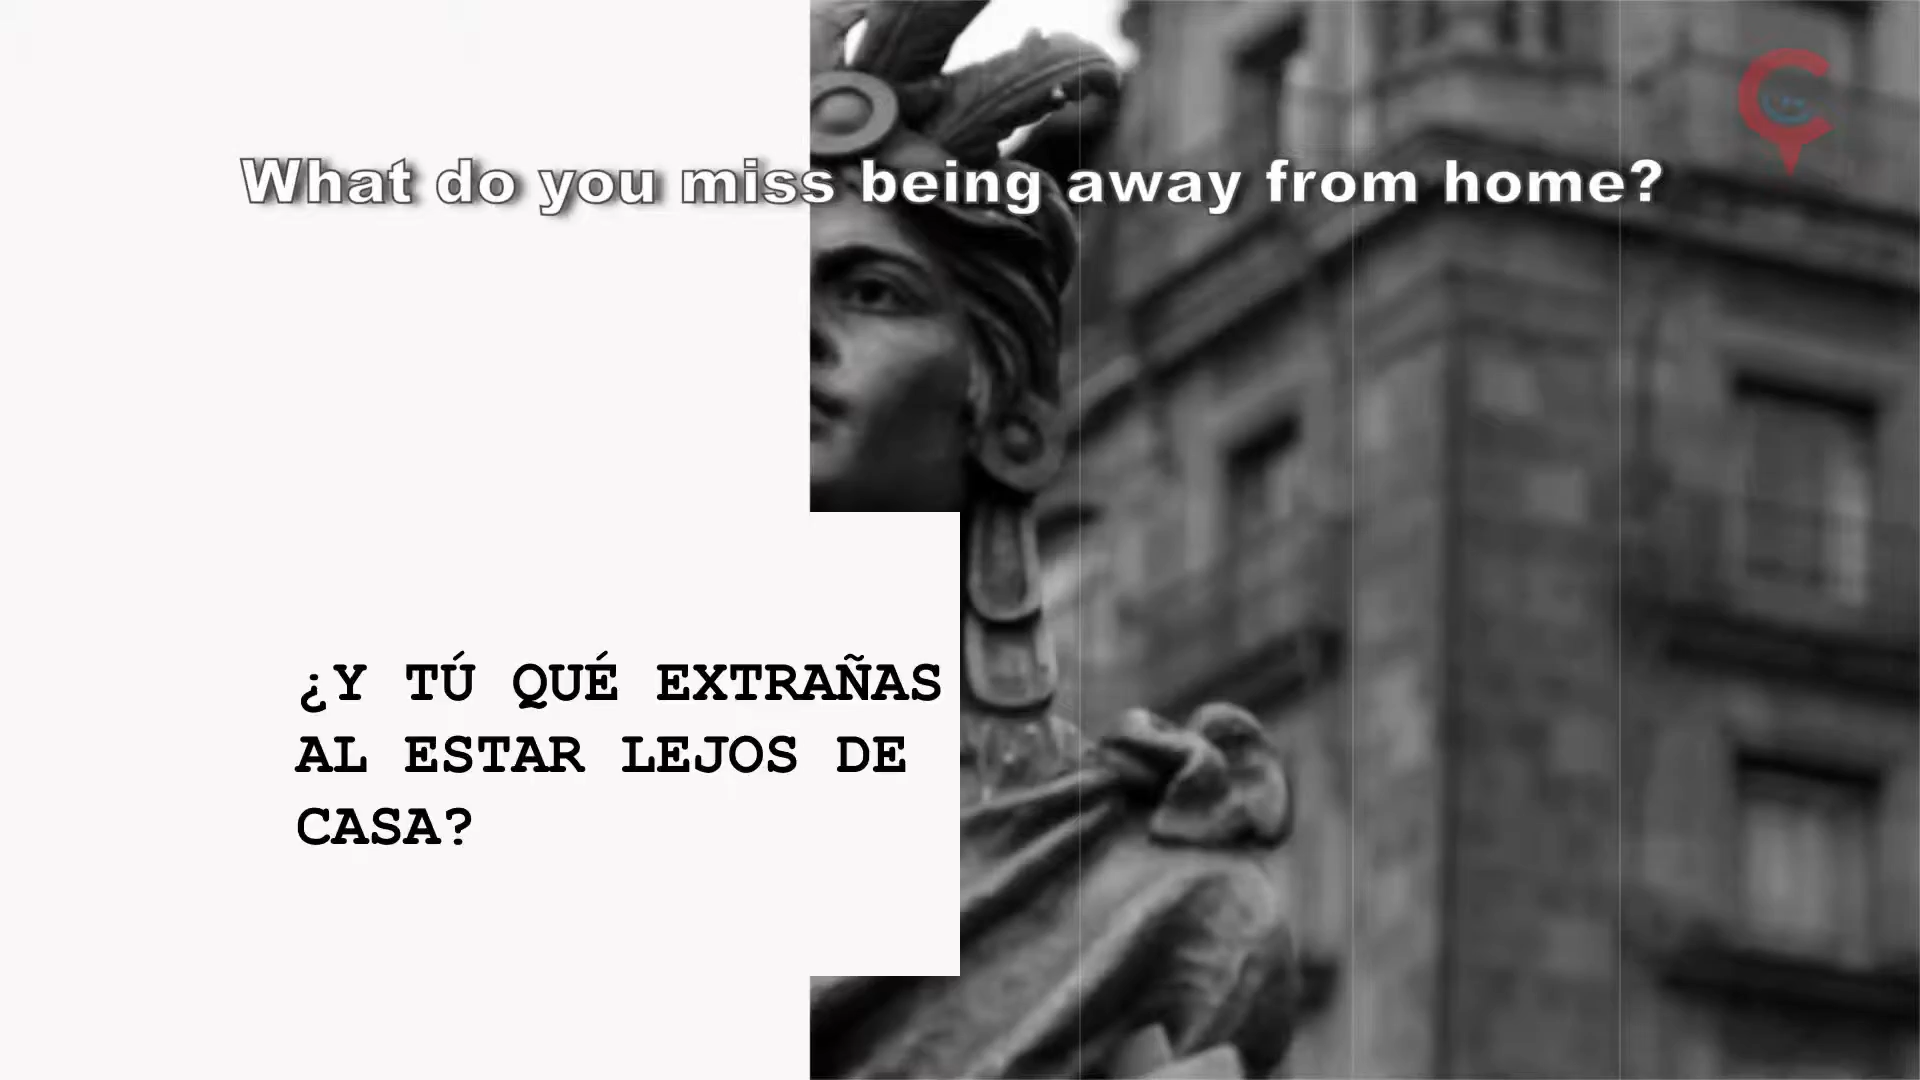 What do you miss being away from home?
¿Y TÚ QUÉ EXTRAÑAS
AL ESTAR LEJOS DE
CASA?